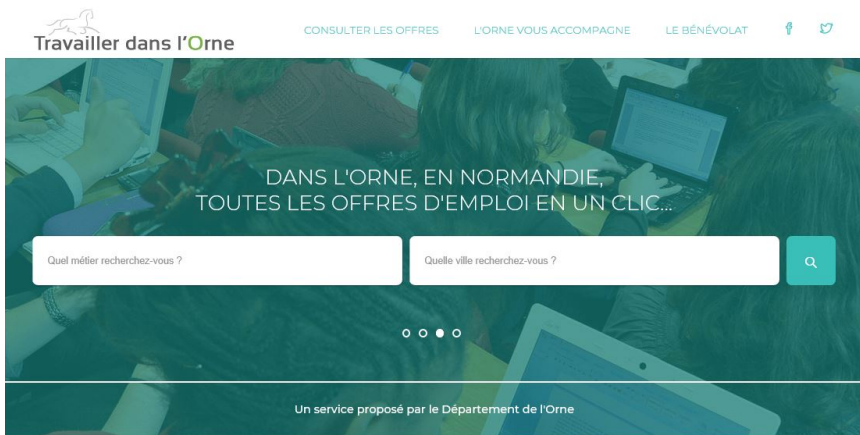 Travailler dans l'Orne
CONSULTER LES OFFRES
L'ORNE VOUS ACCOMPAGNE
LE BÉNÉVOLAT
DANS L'ORNE, EN NORMANDIE,
TOUTES LES OFFRES D'EMPLOI EN UN CLIC...
Quel métier recherchez-vous ?
Quelle ville recherchez-vous ?
Un service proposé par le Département de l'Orne